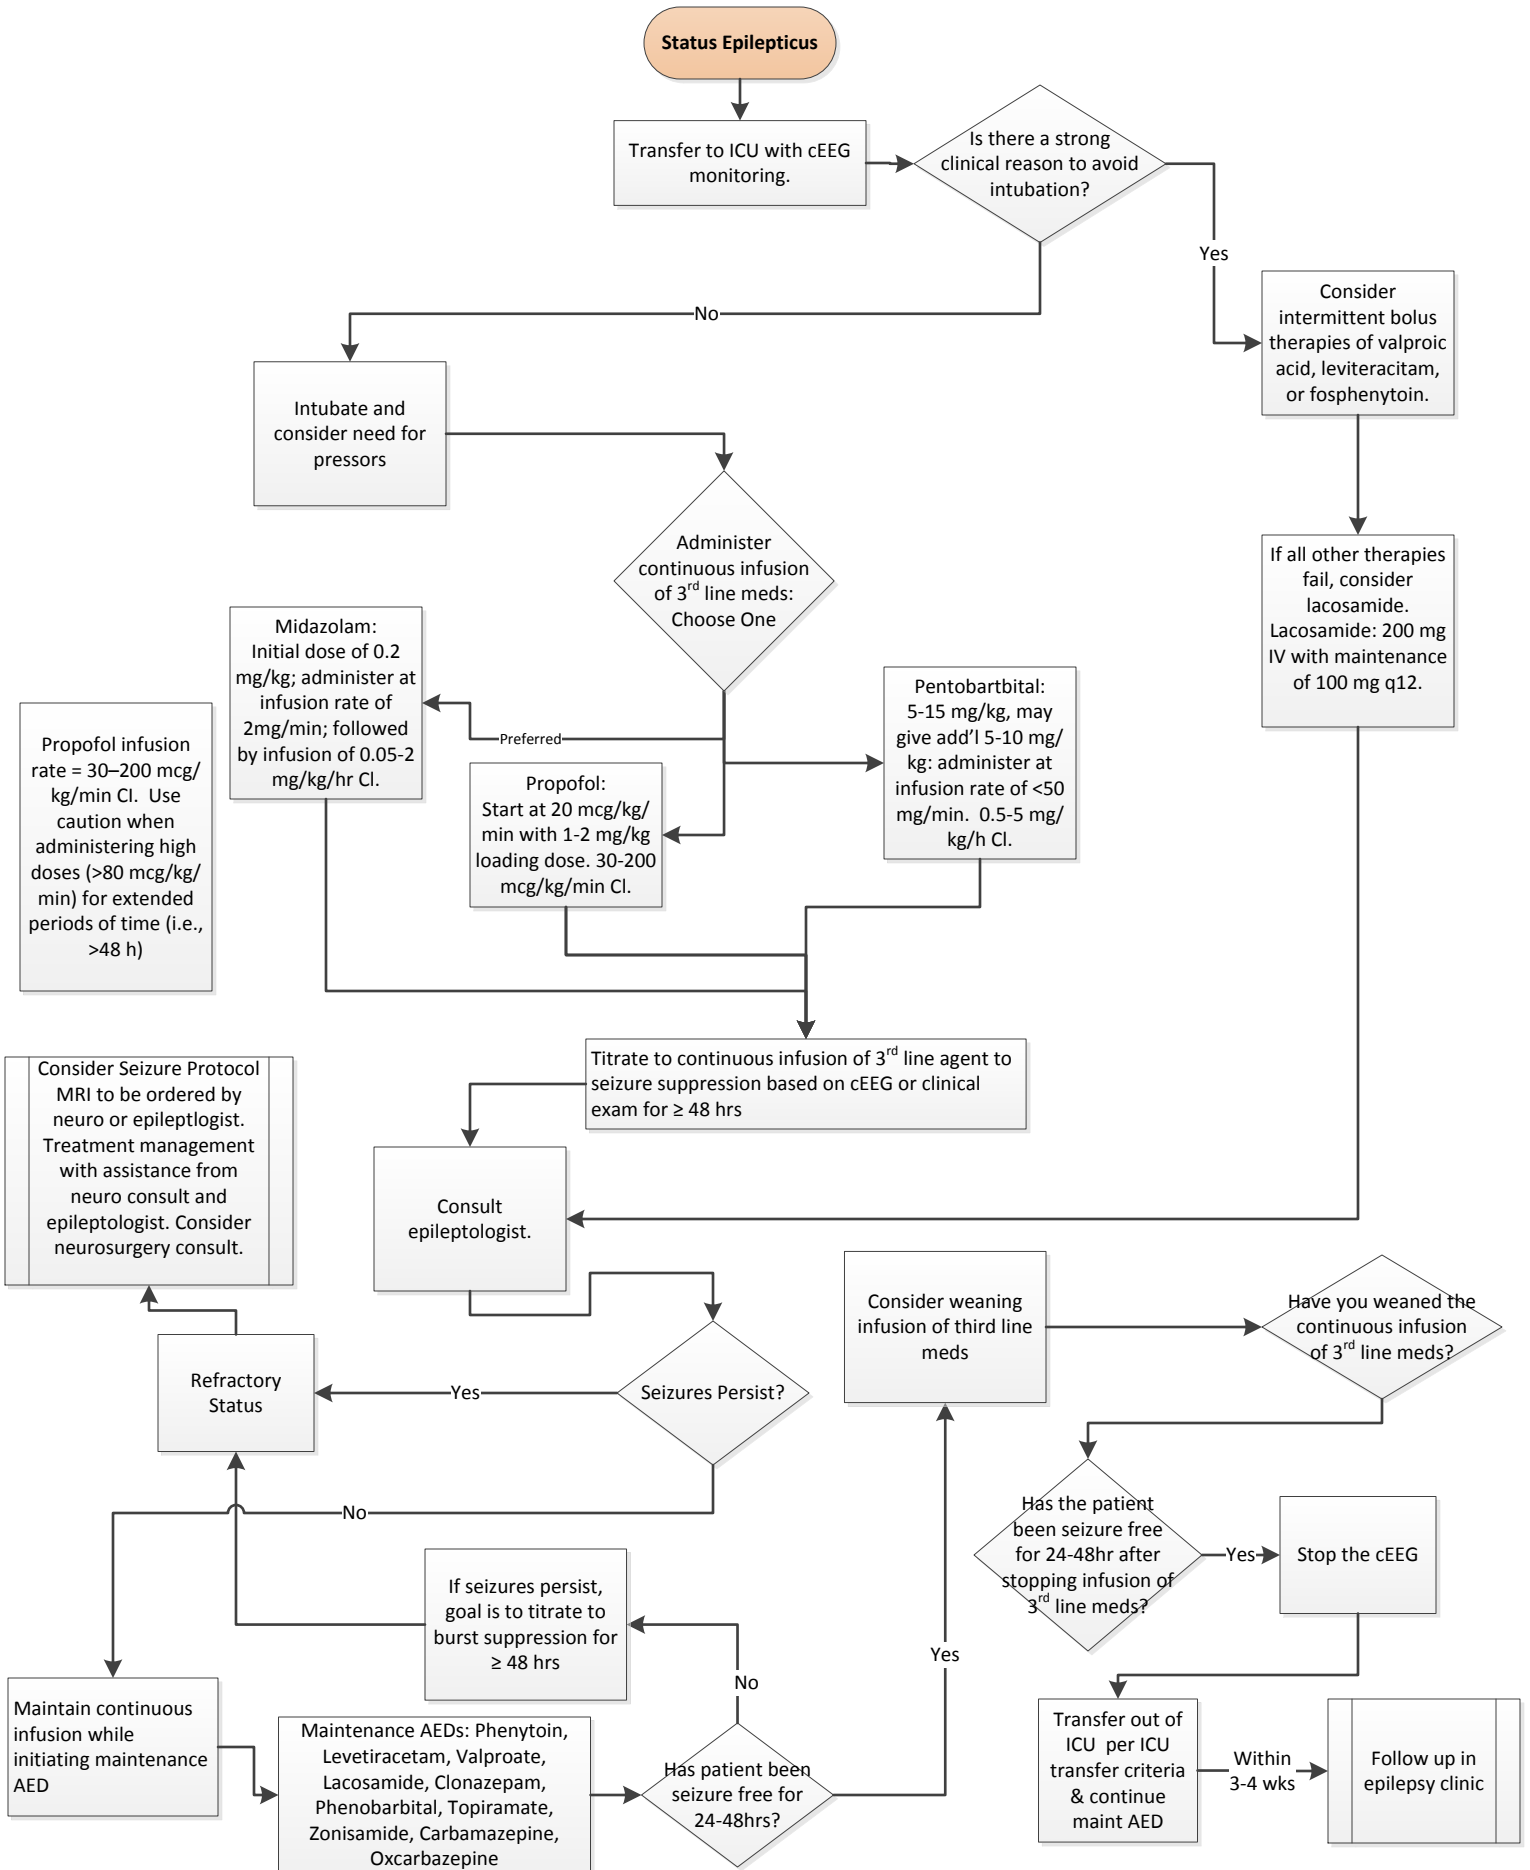 Status Epilepticus
Transfer to ICU with cEEG
monitoring.
Is there a strong
clinical reason to avoid
intubation?
Yes
No
Consider
intermittent bolus
therapies of valproic
acid, leviteracitam,
or fosphenytoin.
Intubate and
consider need for
pressors
Administer
continuous infusion
of 3rd line meds:
Choose One
If all other therapies
fail, consider
lacosamide.
Lacosamide: 200 mg
IV with maintenance
of 100 mg q12.
Midazolam:
Initial dose of 0.2
mg/kg; administer at
infusion rate of
2mg/min; followed
by infusion of 0.05-2
mg/kg/hr CI.
Preferred
Pentobartbital:
5-15 mg/kg, may
give add’l 5-10 mg/
kg: administer at
infusion rate of <50
mg/min.  0.5-5 mg/
kg/h CI.
Propofol infusion
rate = 30–200 mcg/
kg/min CI.  Use
caution when
administering high
doses (>80 mcg/kg/
min) for extended
periods of time (i.e.,
>48 h)
Propofol:
Start at 20 mcg/kg/
min with 1-2 mg/kg
loading dose. 30-200
mcg/kg/min CI.
Titrate to continuous infusion of 3rd line agent to
seizure suppression based on cEEG or clinical
exam for ≥ 48 hrs
Consider Seizure Protocol
MRI to be ordered by
neuro or epileptlogist.
Treatment management
with assistance from
neuro consult and
epileptologist. Consider
neurosurgery consult.
Consult
epileptologist.
Consider weaning
infusion of third line
meds
Have you weaned the
continuous infusion
of 3rd line meds?
Refractory
Status
Yes
Seizures Persist?
No
Has the patient
been seizure free
for 24-48hr after
stopping infusion of
3rd line meds?
Yes
Stop the cEEG
If seizures persist,
goal is to titrate to
burst suppression for
≥ 48 hrs
No
Yes
Maintain continuous
infusion while
initiating maintenance
AED
Maintenance AEDs: Phenytoin,
Levetiracetam, Valproate,
Lacosamide, Clonazepam,
Phenobarbital, Topiramate,
Zonisamide, Carbamazepine,
Oxcarbazepine
Has patient been
seizure free for
24-48hrs?
Transfer out of
ICU  per ICU
transfer criteria
& continue
maint AED
Within
3-4 wks
Follow up in
epilepsy clinic